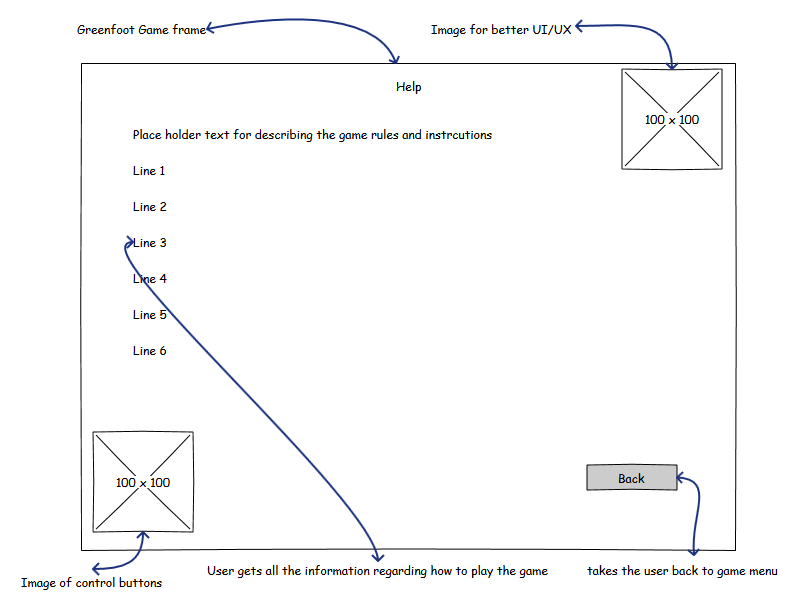 Greenfoot Game frame
Image for better UI/UX
Help
100 x 100
Place holder text for describing the game rules and instrcutions
Line 1
Line 2
Line 3
Line 4
Line 5
Line 6
100 x 100
Back
User gets all the information regarding how to play the game
takes the user back to game menu
Image of control buttons